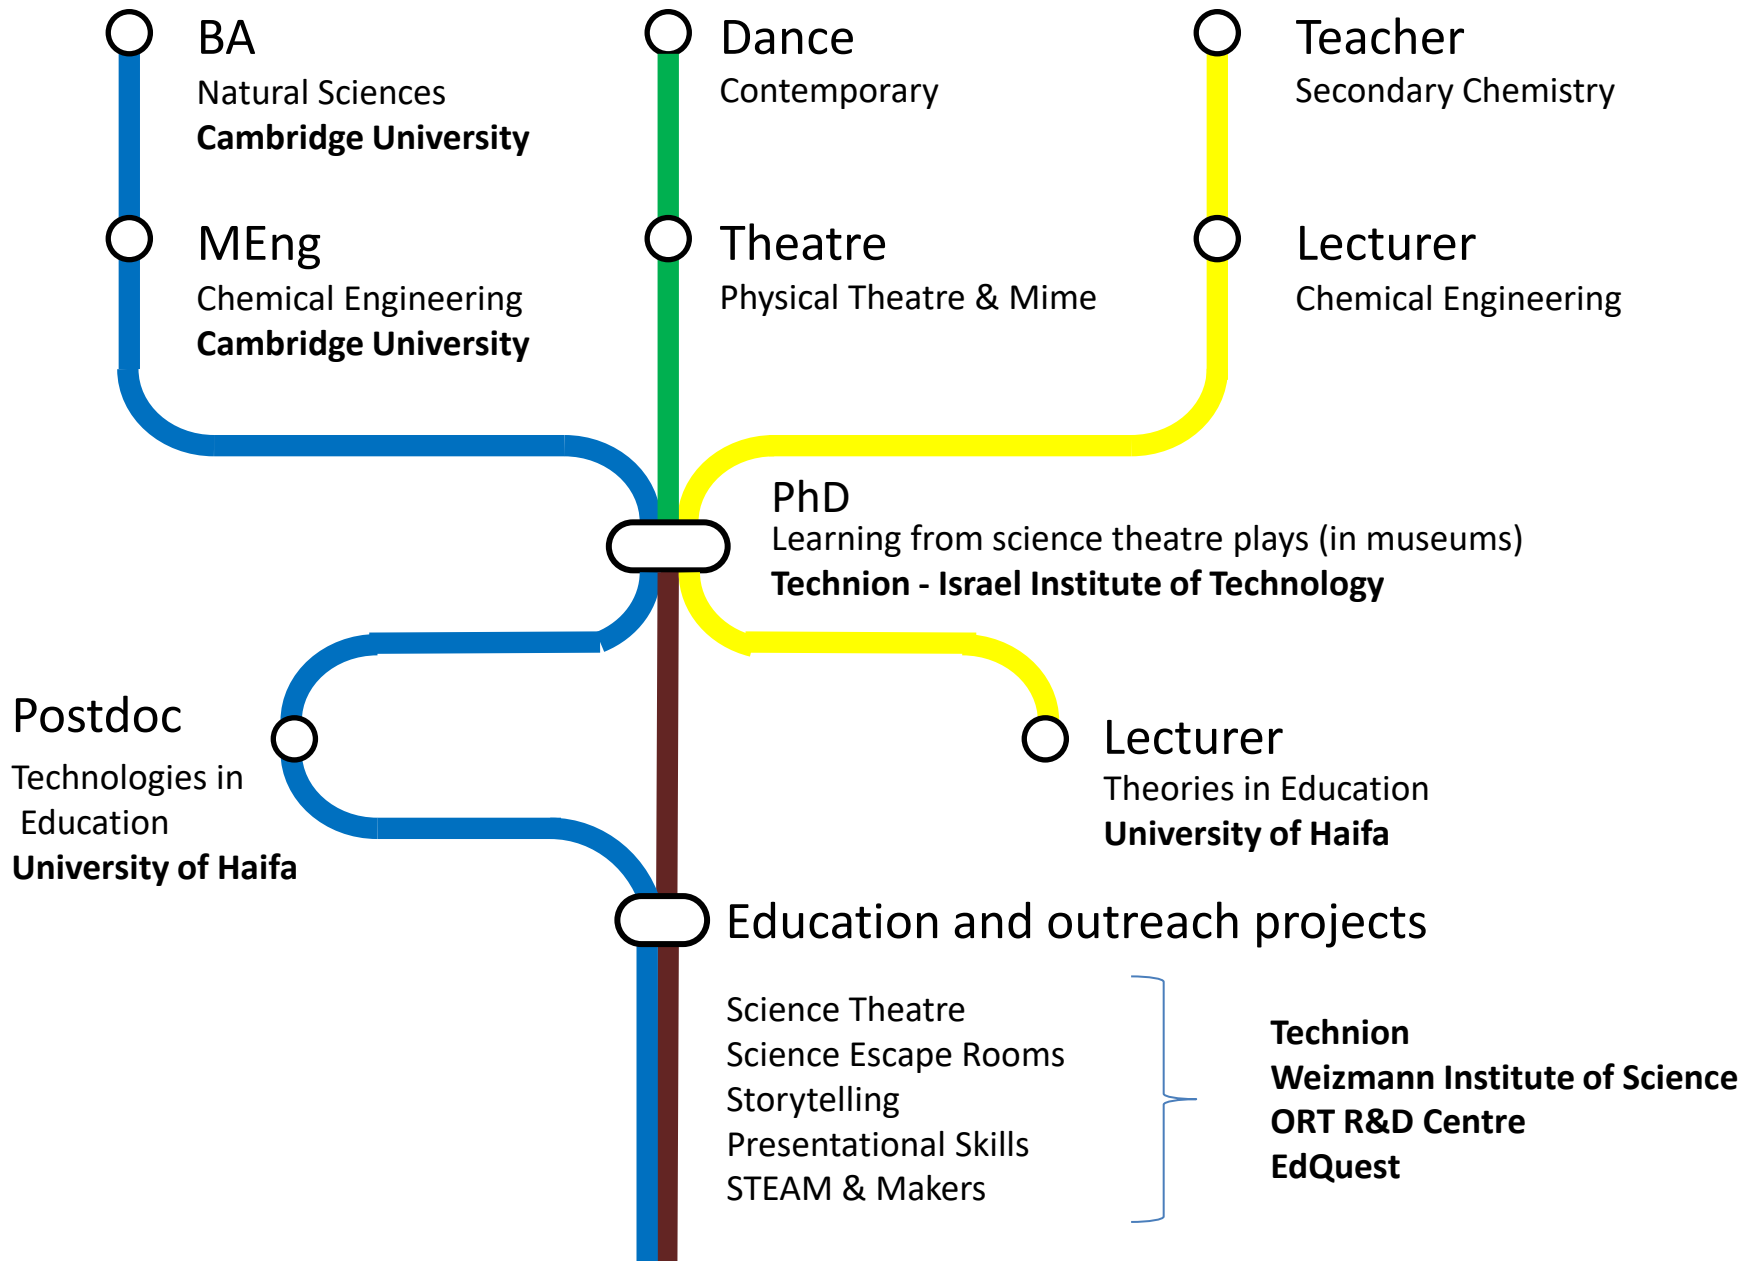 BA
Natural Sciences
Cambridge University
Dance
Contemporary
Teacher
Secondary Chemistry
MEng
Chemical Engineering
Cambridge University
Theatre
Physical Theatre & Mime
Lecturer
Chemical Engineering
PhD
Learning from science theatre plays (in museums)
Technion - Israel Institute of Technology
Postdoc
Technologies in
Education
University of Haifa
Lecturer
Theories in Education
University of Haifa
Education and outreach projects
Science Theatre
Science Escape Rooms
Storytelling
Presentational Skills
STEAM & Makers
Technion
Weizmann Institute of Science
ORT R&D Centre
EdQuest